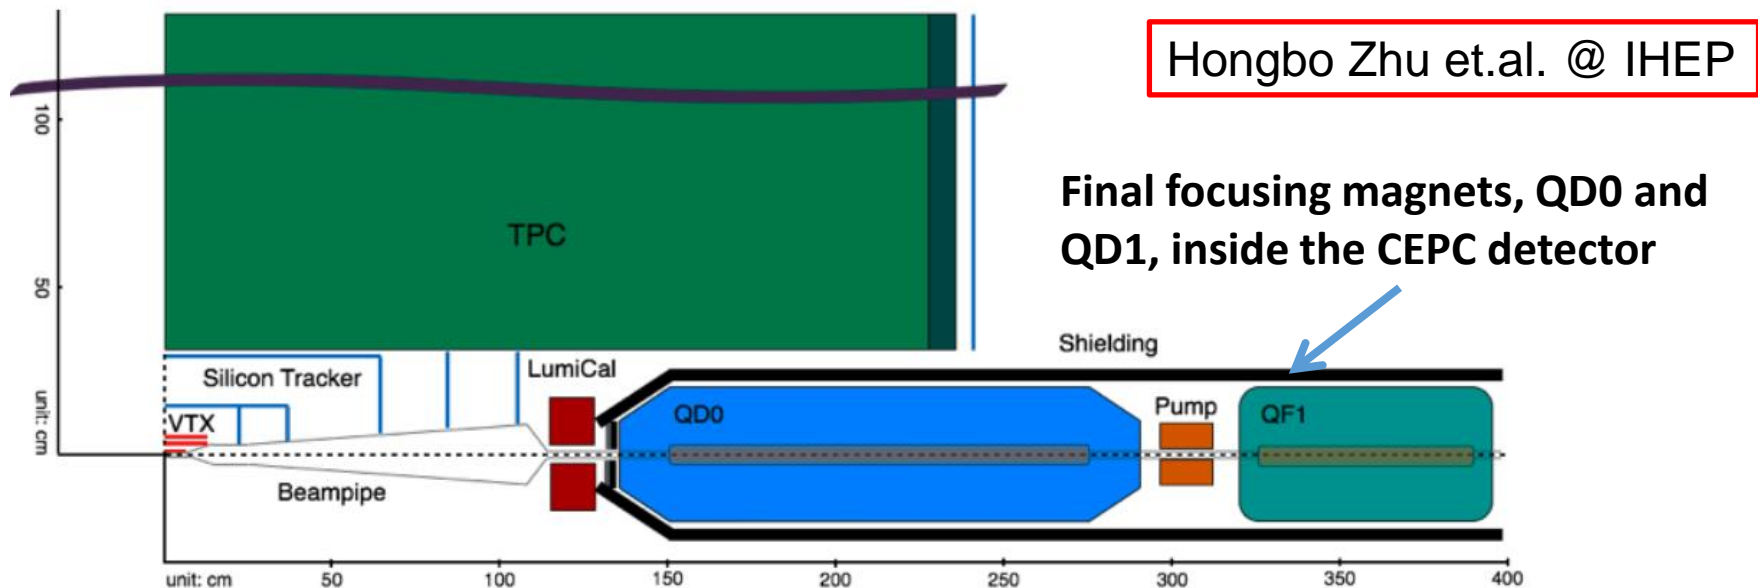 Hongbo Zhu et.al. @ IHEP
Final focusing magnets, QD0 and
QD1, inside the CEPC detector
100
50
unit: cm
TPC
Shielding
LumiCal
Silicon Tracker
VTX
QD0
Pump
QF1
Beampipe
unit: cm
50
100
150
200
250
300
350
400